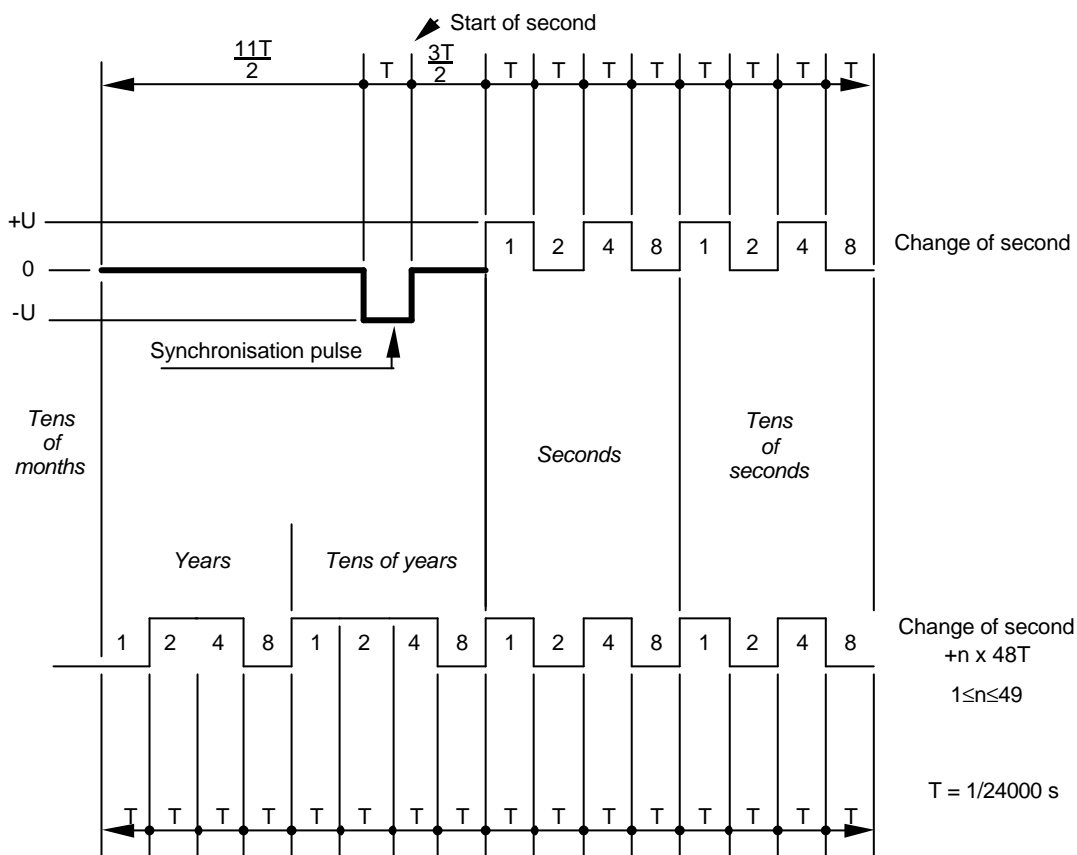 Start of second
11T
2
T
3T
2
T T T T T T T T
+U
1 2 4 8 1 2 4 8
Change of second
0
-U
Synchronisation pulse
Tens
of
months
Seconds
Tens
of
seconds
Years
Tens of years
1 2 4 8 1 2 4 8 1 2 4 8 1 2 4 8
Change of second
+n x 48T
1≤n≤49
T = 1/24000 s
T T T T T T T T T T T T T T T T